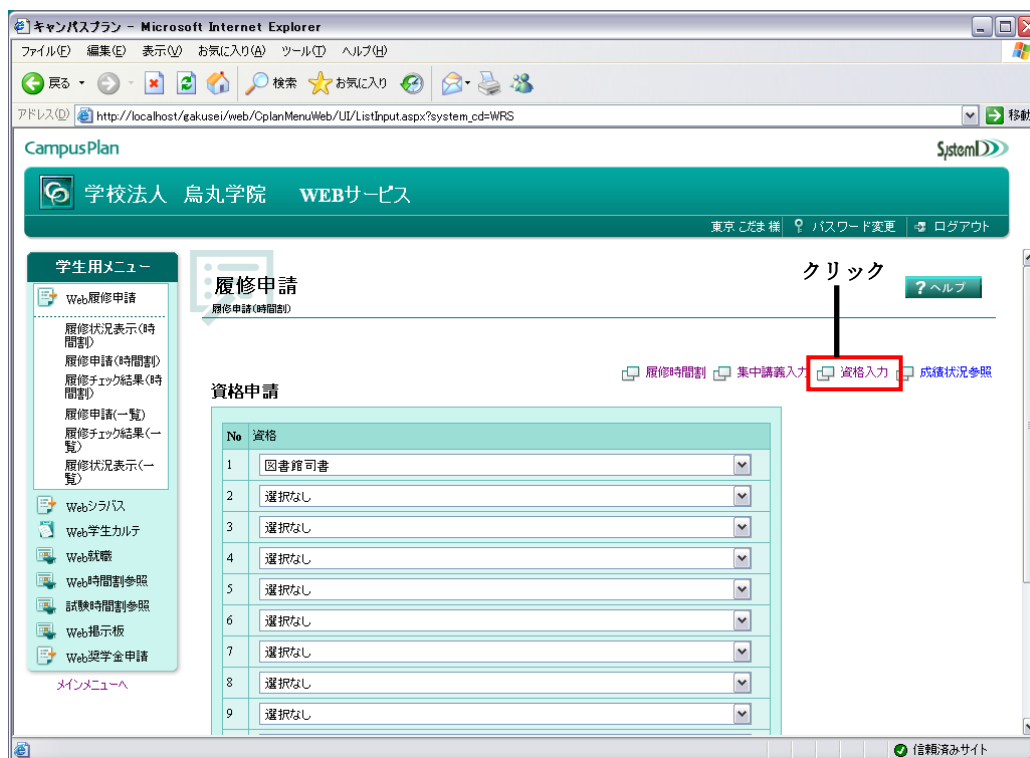 キャンパスプラン - Microsoft Internet Explorer
ファイル(F) 編集(E) 表示(V) お気に入り(A) ツール(T) ヘルプ(H)
戻る 検索 お気に入り
アドレス(D) http://localhost/gakusei/web/CplanMenuWeb/UI/ListInput.aspx?system_cd=WRS 移動
CampusPlan
SystemD
学校法人 烏丸学院 WEBサービス
東京 こだま 様 パスワード変更 ログアウト
学生用メニュー
Web履修申請
履修状況表示(時
間割)
履修申請(時間割)
履修チェック結果(時
間割)
履修申請(一覧)
履修チェック結果(一
覧)
履修状況表示(一
覧)
Webシラバス
Web学生カルテ
Web就職
Web時間割参照
試験時間割参照
Web掲示板
Web奨学金申請
メインメニューへ
履修申請
履修申請(時間割)
クリック
?ヘルプ
履修時間割 集中講義入力 資格入力 成績状況参照
資格申請
No 資格
1 図書館司書
2 選択なし
3 選択なし
4 選択なし
5 選択なし
6 選択なし
7 選択なし
8 選択なし
9 選択なし
信頼済みサイト